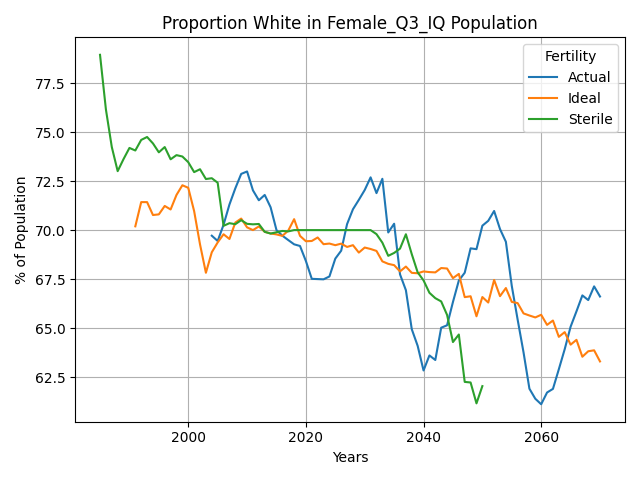 Proportion White in Female_Q3_IQ Population
Fertility
Actual
Ideal
Sterile
% of Population
77.5
75.0
72.5
70.0
67.5
65.0
62.5
2000
2020
2040
2060
Years